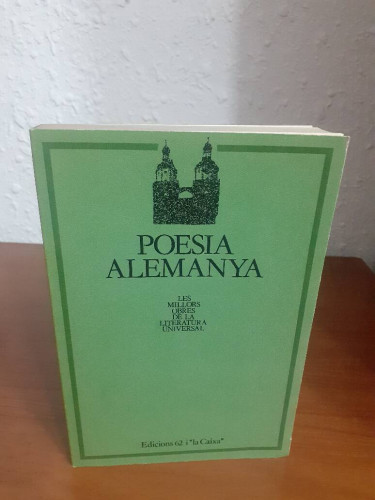 POESIA
ALEMANYA
LES
MILLORS
OBRES
DE LA
LITERATURA
UNIVERSAL
Edicions 62 i "la Caixa"